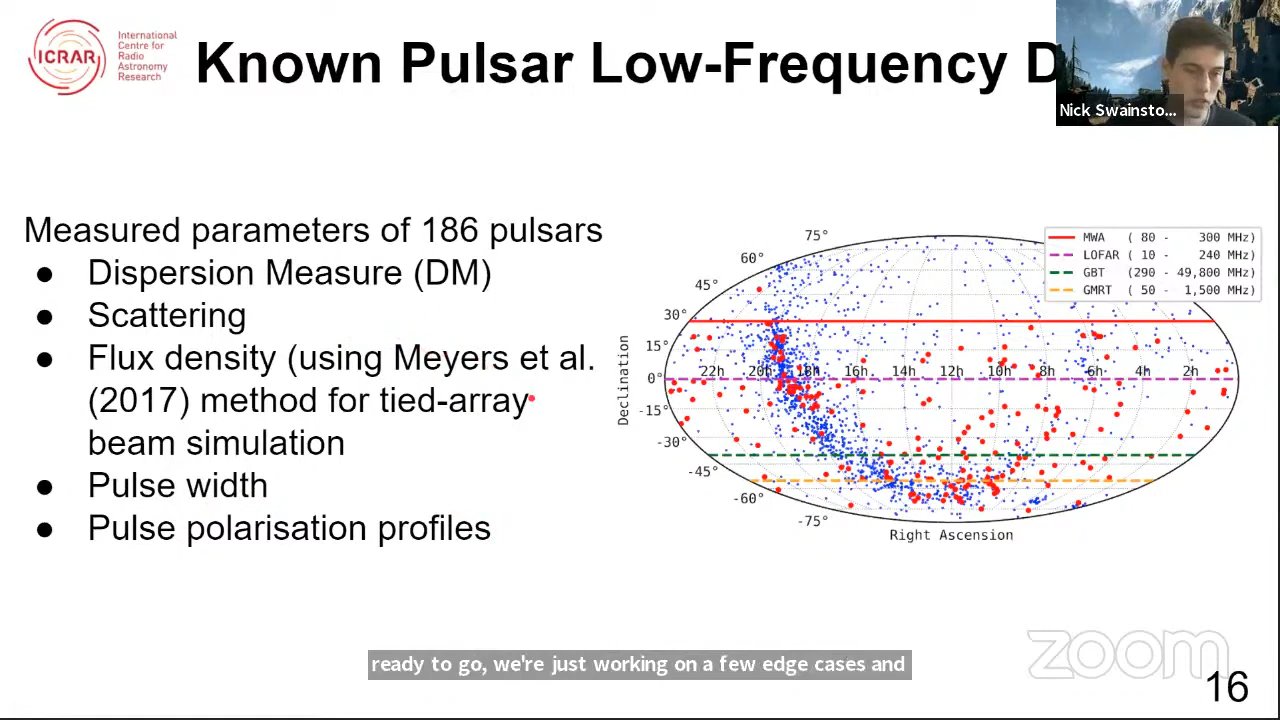 ICRAR
International
Centre for
Radio
Astronomy
Research
Known Pulsar Low-Frequency D
Nick Swainsto...
Measured parameters of 186 pulsars
● Dispersion Measure (DM)
● Scattering
● Flux density (using Meyers et al.
(2017) method for tied-array
beam simulation
● Pulse width
● Pulse polarisation profiles
MWA ( 80 - 300 MHz)
LOFAR ( 10 - 240 MHz)
GBT (290 - 49,800 MHz)
GMRT ( 50 - 1,500 MHz)
75°
60°
45°
30°
15°
0°
-15°
-30°
-45°
-60°
-75°
22h 20h 18h 16h 14h 12h 10h 8h 6h 4h 2h
Declination
Right Ascension
ready to go, we're just working on a few edge cases and
zoom
16